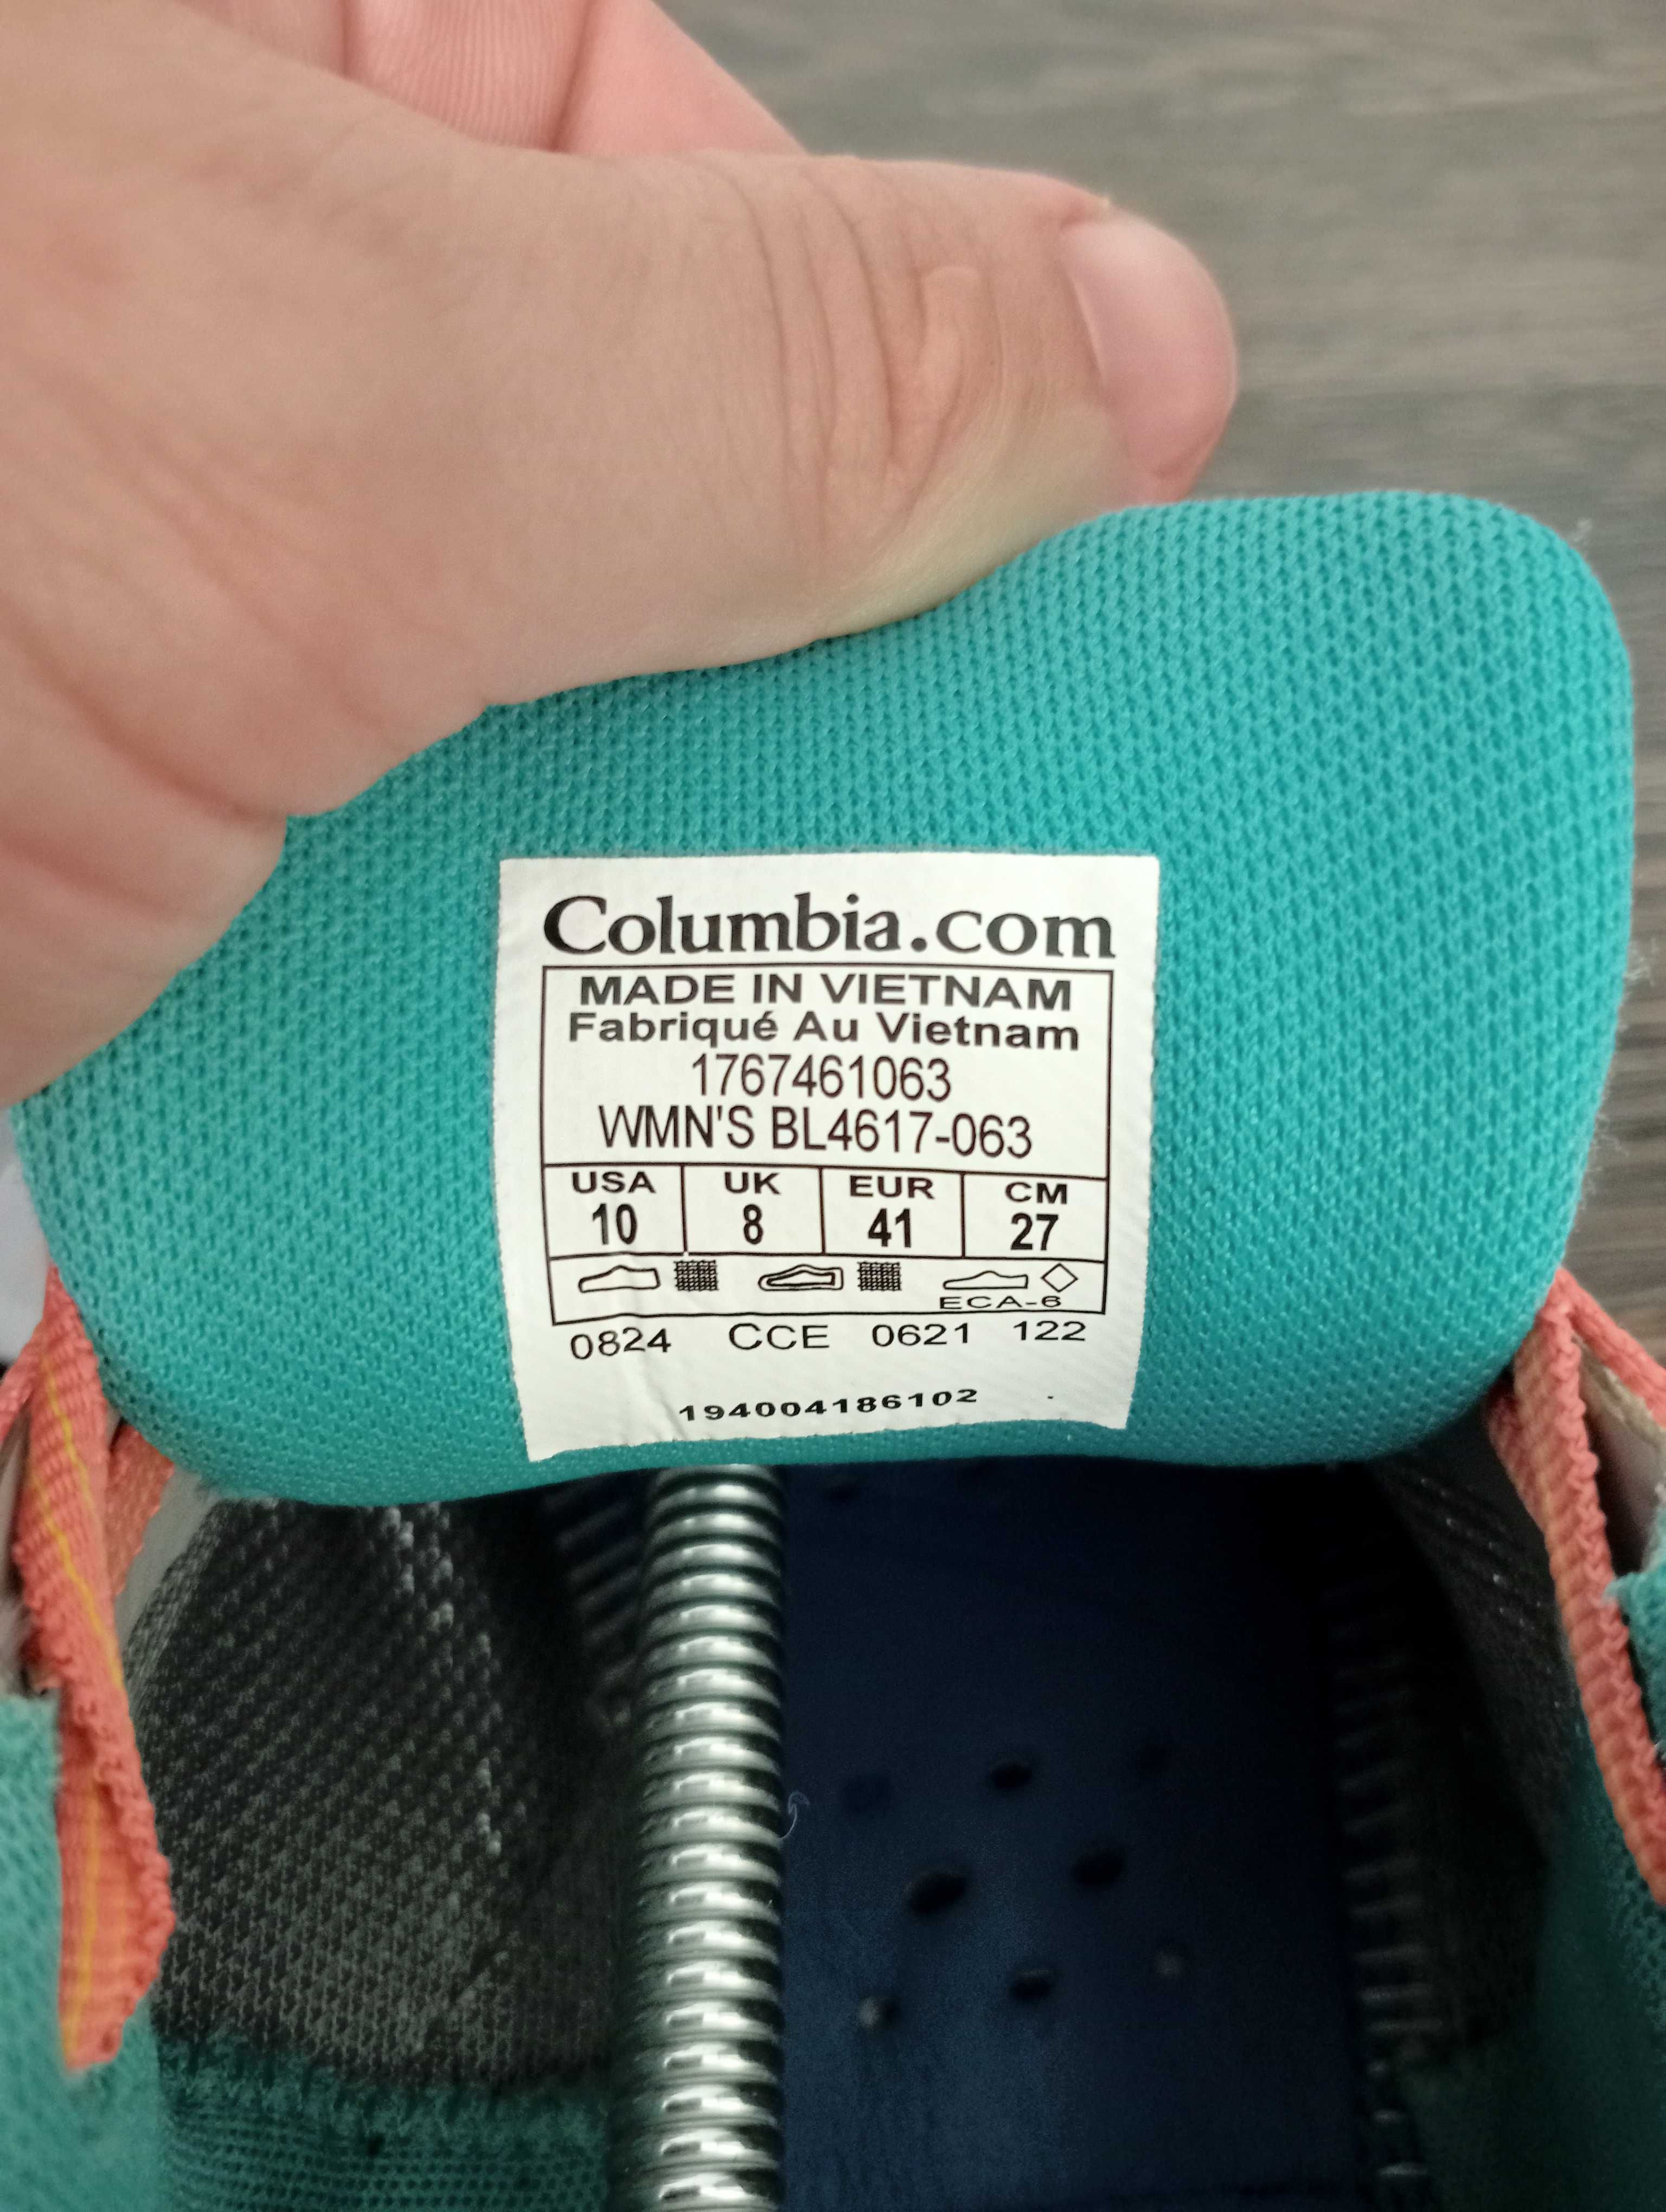 Columbia.com
MADE IN VIETNAM
Fabriqué Au Vietnam
1767461063
WMN'S BL4617-063
USA UK EUR CM
10 8 41 27
ECA-6
0824 CCE 0621 122
194004186102